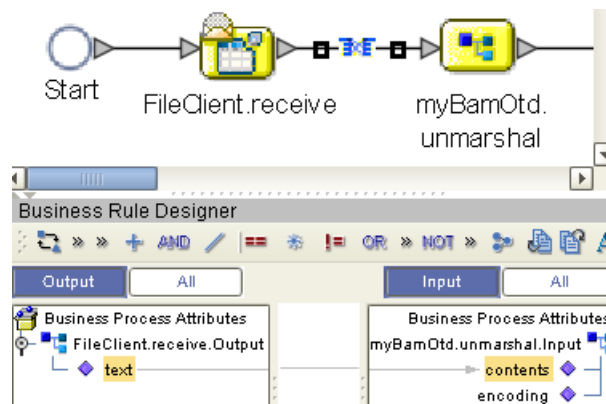 Start
FileClient.receive
myBamOtd.
unmarshal
Business Rule Designer
» » AND == != OR » NOT »
Output All Input All
Business Process Attributes Business Process Attributes
FileClient.receive.Output myBamOtd.unmarshal.Input
text contents
encoding